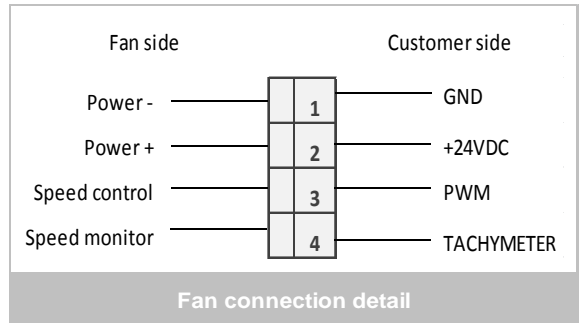 Fan side Customer side
Power - 1 GND
Power + 2 +24VDC
Speed control 3 PWM
Speed monitor 4 TACHYMETER
Fan connection detail